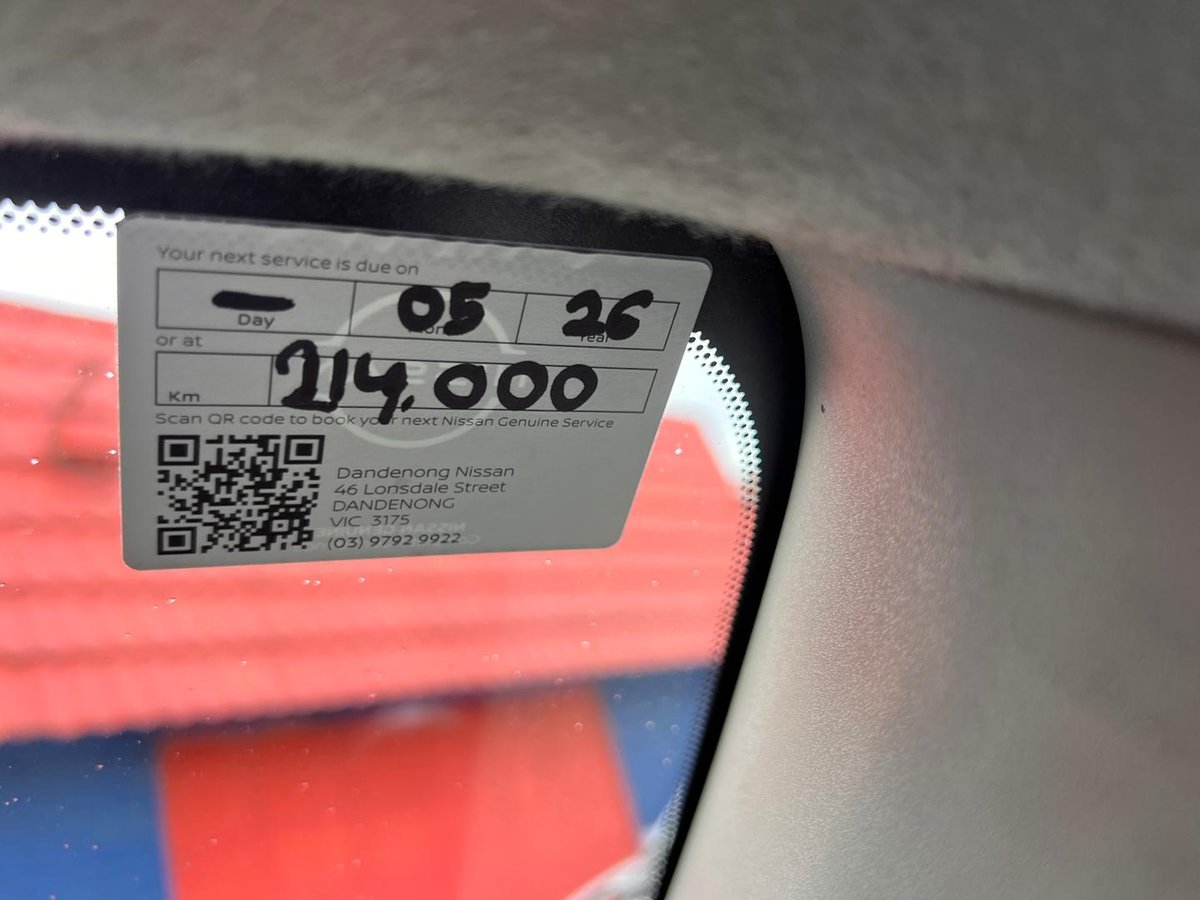 Your next service is due on
— 05 26
Day
or at
Km 214,000
Scan QR code to book your next Nissan Genuine Service
Dandenong Nissan
46 Lonsdale Street
DANDENONG
VIC 3175
(03) 9792 9922